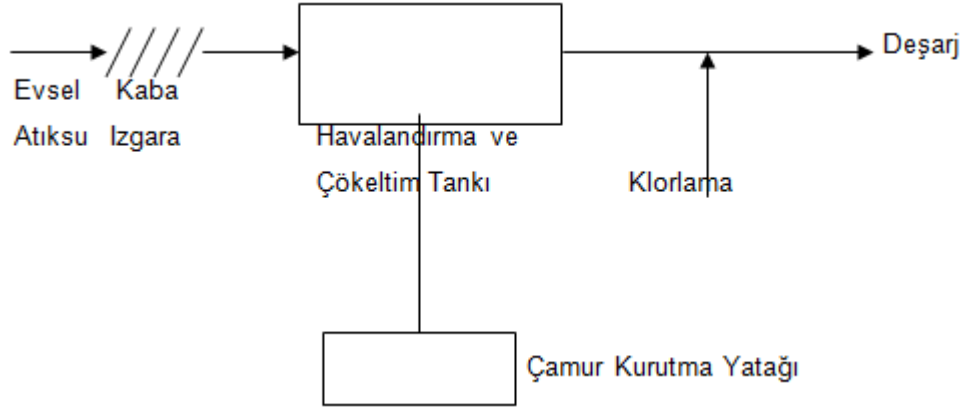 Deşarj
Evsel Kaba
Atıksu Izgara
Havalandırma ve
Çökeltim Tankı
Klorlama
Çamur Kurutma Yatağı